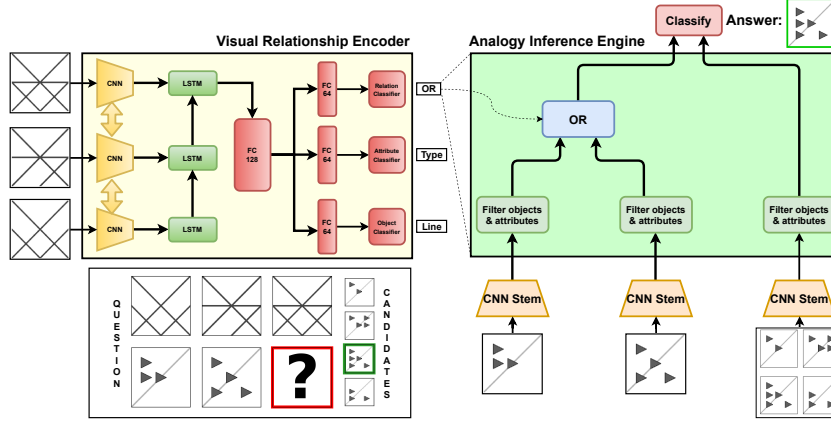 Classify
Answer:
Visual Relationship Encoder
Analogy Inference Engine
CNN
LSTM
FC
64
Relation
Classifier
OR
OR
CNN
LSTM
FC
128
FC
64
Attribute
Classifier
Type
CNN
LSTM
FC
64
Object
Classifier
Line
Filter objects
& attributes
Filter objects
& attributes
Filter objects
& attributes
CNN Stem
CNN Stem
CNN Stem
QUESTION
?
CANDIDATES